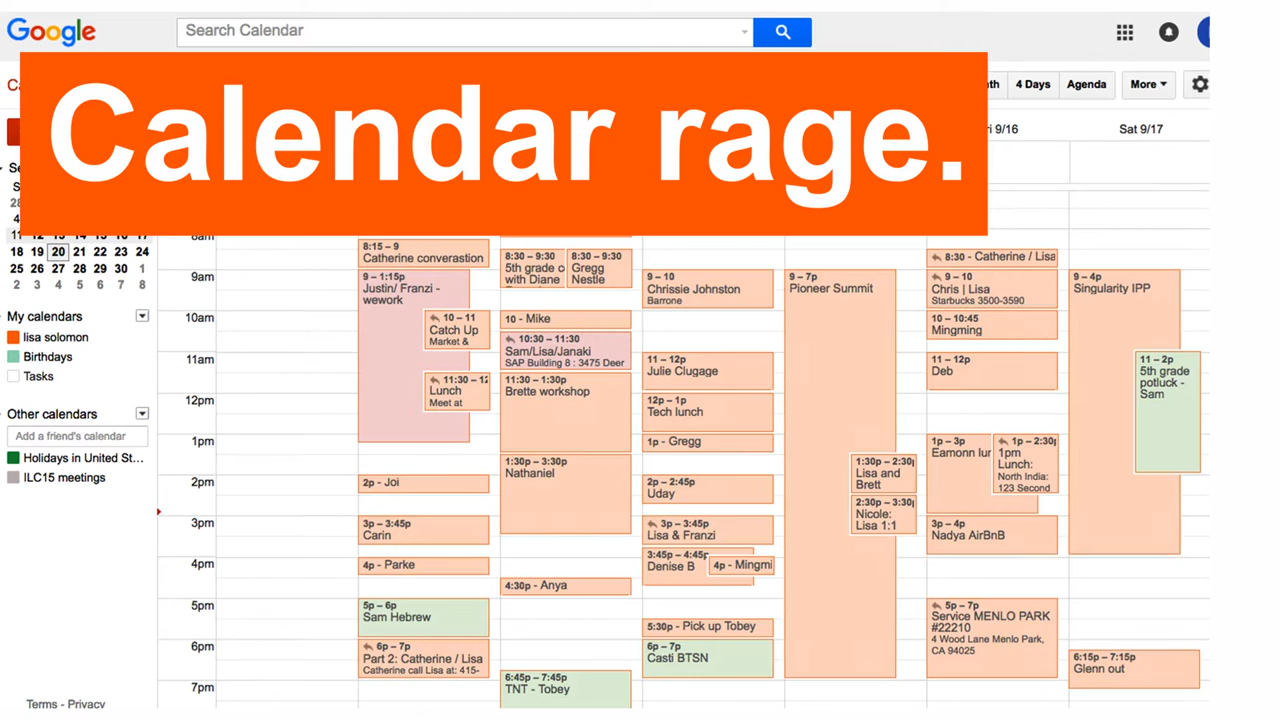 Google
Search Calendar
Calendar rage.
4 Days
Agenda
More
9/16
Sat 9/17
18 19 20 21 22 23 24
25 26 27 28 29 30 1
2 3 4 5 6 7 8
My calendars
lisa solomon
Birthdays
Tasks
Other calendars
Add a friend's calendar
Holidays in United St...
ILC15 meetings
Terms - Privacy
8am
9am
10am
11am
12pm
1pm
2pm
3pm
4pm
5pm
6pm
7pm
8:15 – 9
Catherine converastion
9 – 1:15p
Justin/ Franzi -
wework
10 – 11
Catch Up
Market &
11:30 – 12
Lunch
Meet at
2p - Joi
3p – 3:45p
Carin
4p - Parke
5p – 6p
Sam Hebrew
6p – 7p
Part 2: Catherine / Lisa
Catherine call Lisa at: 415-
8:30 – 9:30
5th grade c
with Diane
8:30 – 9:30
Gregg
Nestle
10 - Mike
10:30 – 11:30
Sam/Lisa/Janaki
SAP Building 8 : 3475 Deer
11:30 – 1:30p
Brette workshop
1:30p – 3:30p
Nathaniel
4:30p - Anya
6:45p – 7:45p
TNT - Tobey
9 – 10
Chrissie Johnston
Barrone
11 – 12p
Julie Clugage
12p – 1p
Tech lunch
1p - Gregg
2p – 2:45p
Uday
3p – 3:45p
Lisa & Franzi
3:45p – 4:45p
Denise B
4p - Mingmi
5:30p - Pick up Tobey
6p – 7p
Casti BTSN
9 – 7p
Pioneer Summit
1:30p – 2:30p
Lisa and
Brett
2:30p – 3:30p
Nicole:
Lisa 1:1
8:30 - Catherine / Lisa
9 – 10
Chris | Lisa
Starbucks 3500-3590
10 – 10:45
Mingming
11 – 12p
Deb
1p – 3p
Eamonn lur
1p – 2:30p
1pm
Lunch:
North India:
123 Second
3p – 4p
Nadya AirBnB
5p – 7p
Service MENLO PARK
#22210
4 Wood Lane Menlo Park,
CA 94025
9 – 4p
Singularity IPP
11 – 2p
5th grade
potluck -
Sam
6:15p – 7:15p
Glenn out